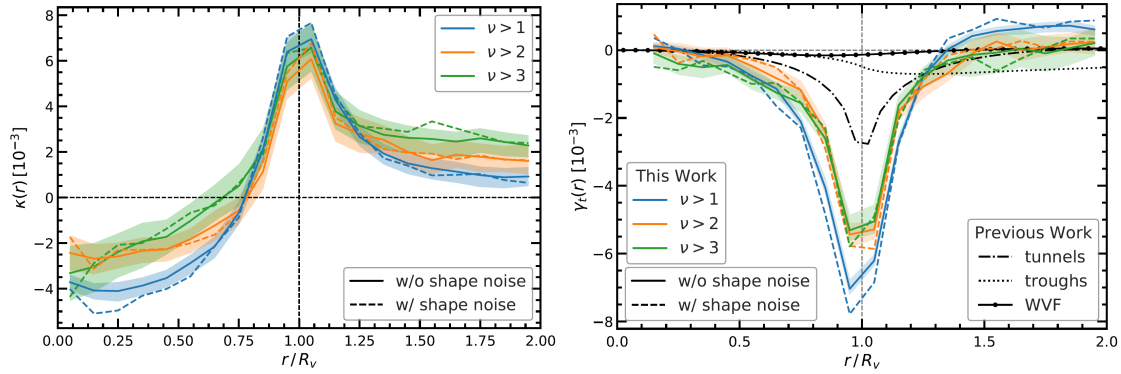 κ(r) [10⁻³]
8
6
4
2
0
−2
−4
0.00 0.25 0.50 0.75 1.00 1.25 1.50 1.75 2.00
r/Rᵥ
ν > 1
ν > 2
ν > 3
w/o shape noise
w/ shape noise
γₜ(r) [10⁻³]
0
−2
−4
−6
−8
0.0 0.5 1.0 1.5 2.0
r/Rᵥ
This Work
ν > 1
ν > 2
ν > 3
w/o shape noise
w/ shape noise
Previous Work
tunnels
troughs
WVF